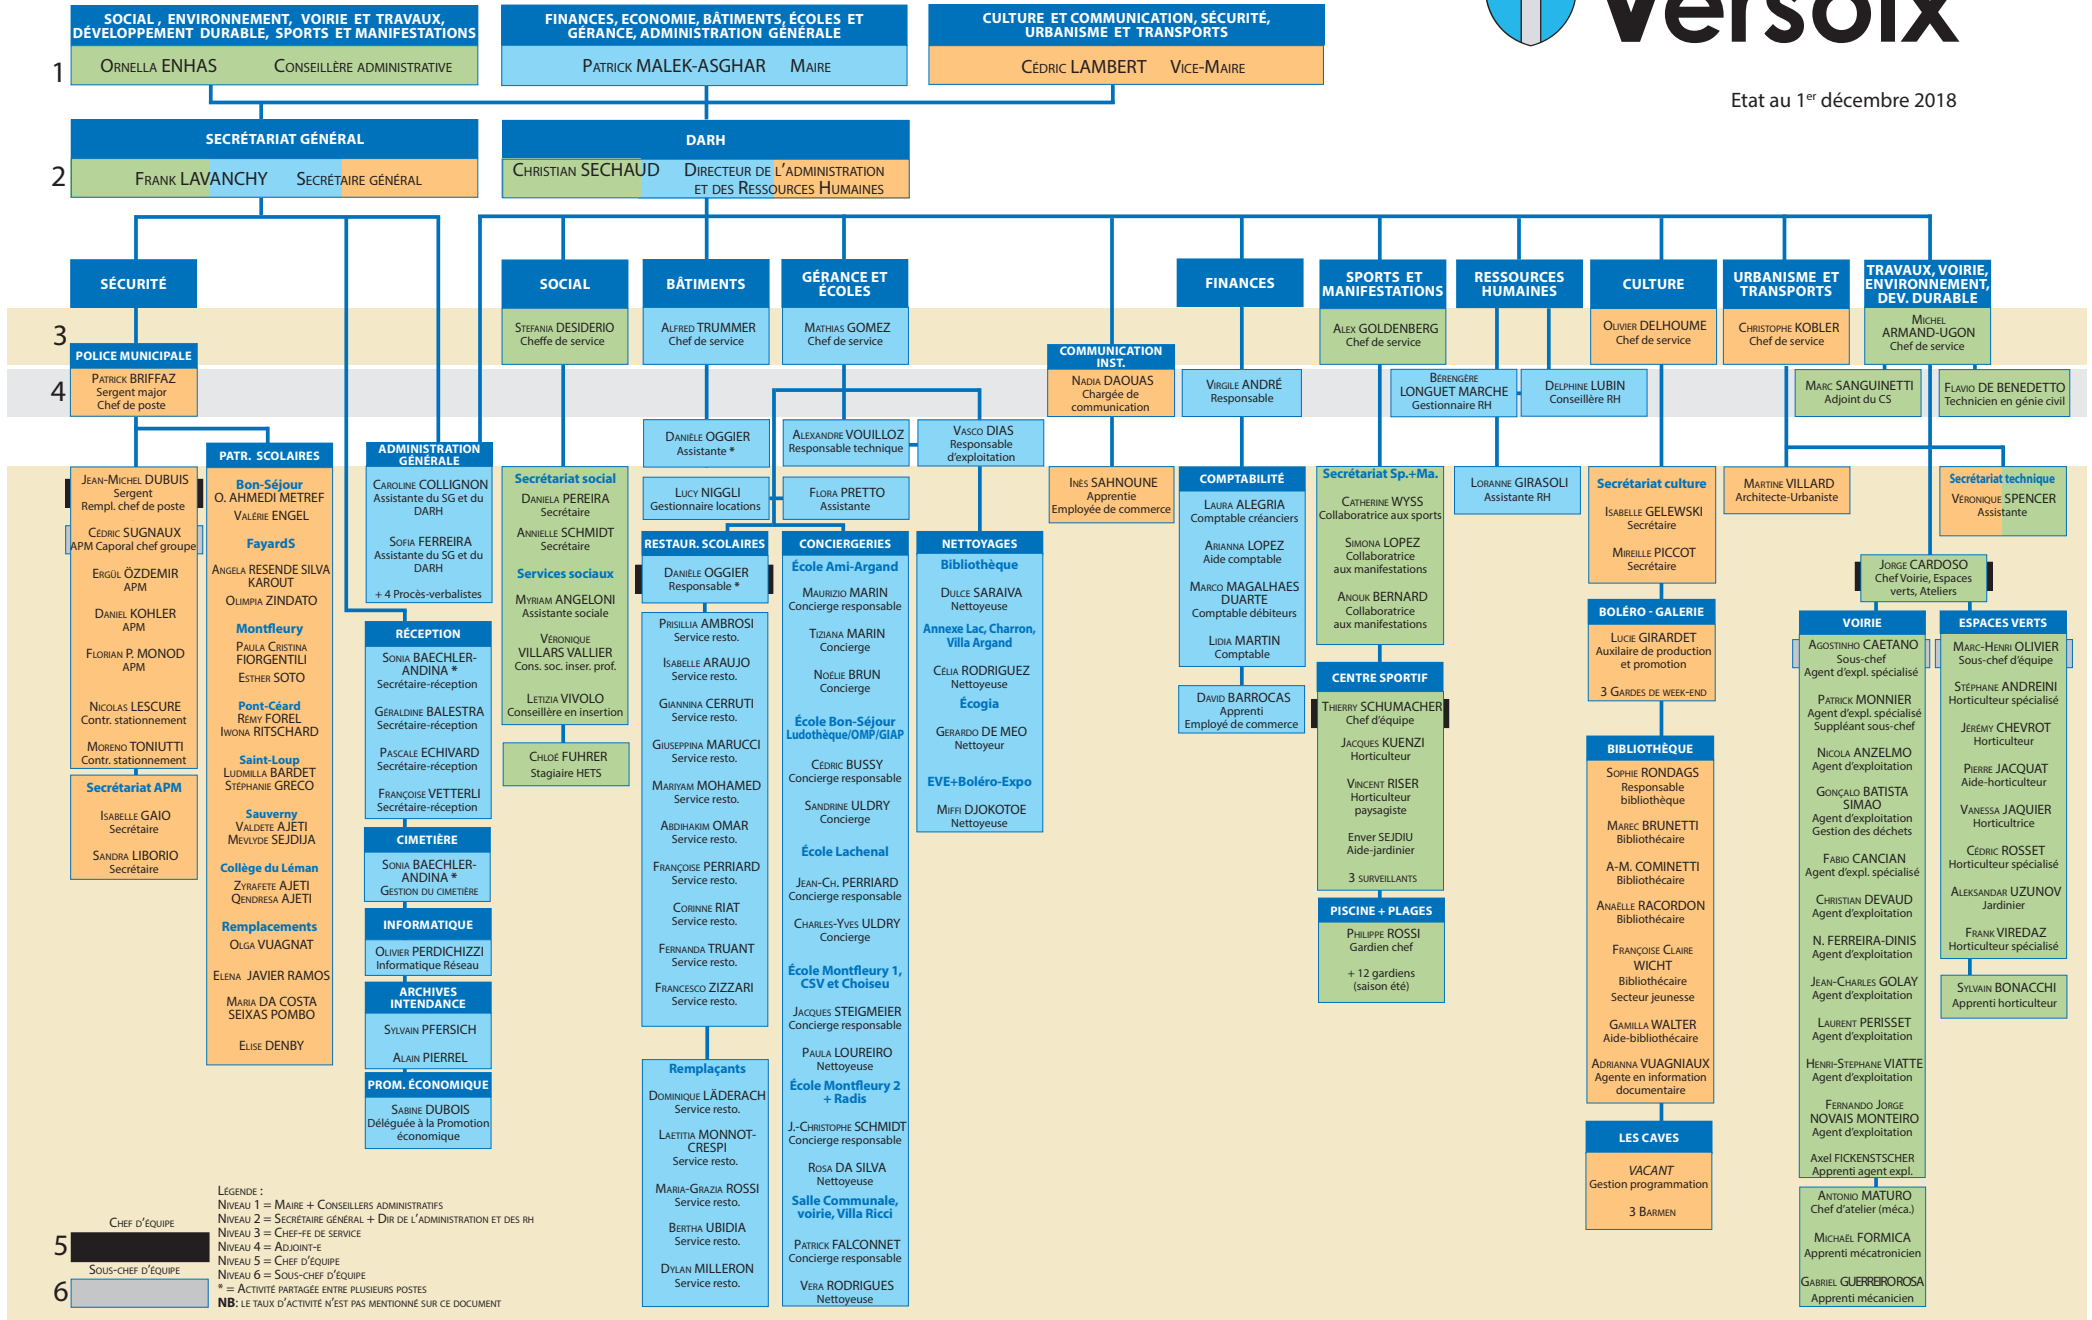 SOCIAL , ENVIRONNEMENT, VOIRIE ET TRAVAUX,
DÉVELOPPEMENT DURABLE, SPORTS ET MANIFESTATIONS
ORNELLA ENHAS CONSEILLÈRE ADMINISTRATIVE
FINANCES, ECONOMIE, BÂTIMENTS, ÉCOLES ET
GÉRANCE, ADMINISTRATION GÉNÉRALE
PATRICK MALEK-ASGHAR MAIRE
CULTURE ET COMMUNICATION, SÉCURITÉ,
URBANISME ET TRANSPORTS
CÉDRIC LAMBERT VICE-MAIRE
Versoix
Etat au 1er décembre 2018
1
SECRÉTARIAT GÉNÉRAL
FRANK LAVANCHY SECRÉTAIRE GÉNÉRAL
DARH
CHRISTIAN SECHAUD DIRECTEUR DE L'ADMINISTRATION
ET DES RESSOURCES HUMAINES
2
3
4
SÉCURITÉ
POLICE MUNICIPALE
PATRICK BRIFFAZ
Sergent major
Chef de poste
JEAN-MICHEL DUBUIS
Sergent
Rempl. chef de poste
CÉDRIC SUGNAUX
APM Caporal chef groupe
ERGÜL ÖZDEMIR
APM
DANIEL KOHLER
APM
FLORIAN P. MONOD
APM
NICOLAS LESCURE
Contr. stationnement
MORENO TONIUTTI
Contr. stationnement
Secrétariat APM
ISABELLE GAIO
Secrétaire
SANDRA LIBORIO
Secrétaire
PATR. SCOLAIRES
Bon-Séjour
O. AHMEDI METREF
VALÉRIE ENGEL
FayardS
ANGELA RESENDE SILVA
KAROUT
OLIMPIA ZINDATO
Montfleury
PAULA CRISTINA
FIORGENTILI
ESTHER SOTO
Pont-Céard
RÉMY FOREL
IWONA RITSCHARD
Saint-Loup
LUDMILLA BARDET
STÉPHANIE GRECO
Sauverny
VALDETE AJETI
MEVLYDE SEJDIJA
Collège du Léman
ZYRAFETE AJETI
QENDRESA AJETI
Remplacements
OLGA VUAGNAT
ELENA JAVIER RAMOS
MARIA DA COSTA
SEIXAS POMBO
ELISE DENBY
ADMINISTRATION
GÉNÉRALE
CAROLINE COLLIGNON
Assistante du SG et du
DARH
SOFIA FERREIRA
Assistante du SG et du
DARH
+ 4 Procès-verbalistes
RÉCEPTION
SONIA BAECHLER-
ANDINA *
Secrétaire-réception
GÉRALDINE BALESTRA
Secrétaire-réception
PASCALE ECHIVARD
Secrétaire-réception
FRANÇOISE VETTERLI
Secrétaire-réception
CIMETIÈRE
SONIA BAECHLER-
ANDINA *
GESTION DU CIMETIÈRE
INFORMATIQUE
OLIVIER PERDICHIZZI
Informatique Réseau
ARCHIVES
INTENDANCE
SYLVAIN PFERSICH
ALAIN PIERREL
PROM. ÉCONOMIQUE
SABINE DUBOIS
Déléguée à la Promotion
économique
SOCIAL
STEFANIA DESIDERIO
Cheffe de service
Secrétariat social
DANIELA PEREIRA
Secrétaire
ANNIELLE SCHMIDT
Secrétaire
Services sociaux
MYRIAM ANGELONI
Assistante sociale
VÉRONIQUE
VILLARS VALLIER
Cons. soc. inser. prof.
LETIZIA VIVOLO
Conseillère en insertion
CHLOÉ FUHRER
Stagiaire HETS
BÂTIMENTS
ALFRED TRUMMER
Chef de service
DANIÈLE OGGIER
Assistante *
LUCY NIGGLI
Gestionnaire locations
RESTAUR. SCOLAIRES
DANIÈLE OGGIER
Responsable *
PRISILLIA AMBROSI
Service resto.
ISABELLE ARAUJO
Service resto.
GIANNINA CERRUTI
Service resto.
GIUSEPPINA MARUCCI
Service resto.
MARIYAM MOHAMED
Service resto.
ABDIHAKIM OMAR
Service resto.
FRANÇOISE PERRIARD
Service resto.
CORINNE RIAT
Service resto.
FERNANDA TRUANT
Service resto.
FRANCESCO ZIZZARI
Service resto.
Remplaçants
DOMINIQUE LÄDERACH
Service resto.
LAETITIA MONNOT-
CRESPI
Service resto.
MARIA-GRAZIA ROSSI
Service resto.
BERTHA UBIDIA
Service resto.
DYLAN MILLERON
Service resto.
GÉRANCE ET
ÉCOLES
MATHIAS GOMEZ
Chef de service
ALEXANDRE VOUILLOZ
Responsable technique
FLORA PRETTO
Assistante
CONCIERGERIES
École Ami-Argand
MAURIZIO MARIN
Concierge responsable
TIZIANA MARIN
Concierge
NOÉLIE BRUN
Concierge
École Bon-Séjour
Ludothèque/OMP/GIAP
CÉDRIC BUSSY
Concierge responsable
SANDRINE ULDRY
Concierge
École Lachenal
JEAN-CH. PERRIARD
Concierge responsable
CHARLES-YVES ULDRY
Concierge
École Montfleury 1,
CSV et Choiseu
JACQUES STEIGMEIER
Concierge responsable
PAULA LOUREIRO
Nettoyeuse
École Montfleury 2
+ Radis
J.-CHRISTOPHE SCHMIDT
Concierge responsable
ROSA DA SILVA
Nettoyeuse
Salle Communale,
voirie, Villa Ricci
PATRICK FALCONNET
Concierge responsable
VERA RODRIGUES
Nettoyeuse
VASCO DIAS
Responsable
d'exploitation
NETTOYAGES
Bibliothèque
DULCE SARAIVA
Nettoyeuse
Annexe Lac, Charron,
Villa Argand
CÉLIA RODRIGUEZ
Nettoyeuse
Écogia
GERARDO DE MEO
Nettoyeur
EVE+Boléro-Expo
MIFFI DJOKOTOE
Nettoyeuse
COMMUNICATION
INST.
NADIA DAOUAS
Chargée de
communication
INÈS SAHNOUNE
Apprentie
Employée de commerce
FINANCES
VIRGILE ANDRÉ
Responsable
COMPTABILITÉ
LAURA ALEGRIA
Comptable créanciers
ARIANNA LOPEZ
Aide comptable
MARCO MAGALHAES
DUARTE
Comptable débiteurs
LIDIA MARTIN
Comptable
DAVID BARROCAS
Apprenti
Employé de commerce
SPORTS ET
MANIFESTATIONS
ALEX GOLDENBERG
Chef de service
Secrétariat Sp.+Ma.
CATHERINE WYSS
Collaboratrice aux sports
SIMONA LOPEZ
Collaboratrice
aux manifestations
ANOUK BERNARD
Collaboratrice
aux manifestations
CENTRE SPORTIF
THIERRY SCHUMACHER
Chef d'équipe
JACQUES KUENZI
Horticulteur
VINCENT RISER
Horticulteur
paysagiste
Enver SEJDIU
Aide-jardinier
3 SURVEILLANTS
PISCINE + PLAGES
PHILIPPE ROSSI
Gardien chef
+ 12 gardiens
(saison été)
RESSOURCES
HUMAINES
BÉRENGÈRE
LONGUET MARCHE
Gestionnaire RH
DELPHINE LUBIN
Conseillère RH
LORANNE GIRASOLI
Assistante RH
CULTURE
OLIVIER DELHOUME
Chef de service
Secrétariat culture
ISABELLE GELEWSKI
Secrétaire
MIREILLE PICCOT
Secrétaire
BOLÉRO - GALERIE
LUCIE GIRARDET
Auxilaire de production
et promotion
3 GARDES DE WEEK-END
BIBLIOTHÈQUE
SOPHIE RONDAGS
Responsable
bibliothèque
MAREC BRUNETTI
Bibliothécaire
A-M. COMINETTI
Bibliothécaire
ANAËLLE RACORDON
Bibliothécaire
FRANÇOISE CLAIRE
WICHT
Bibliothécaire
Secteur jeunesse
GAMILLA WALTER
Aide-bibliothécaire
ADRIANNA VUAGNIAUX
Agente en information
documentaire
LES CAVES
VACANT
Gestion programmation
3 BARMEN
URBANISME ET
TRANSPORTS
CHRISTOPHE KOBLER
Chef de service
MARTINE VILLARD
Architecte-Urbaniste
TRAVAUX, VOIRIE,
ENVIRONNEMENT,
DEV. DURABLE
MICHEL
ARMAND-UGON
Chef de service
MARC SANGUINETTI
Adjoint du CS
FLAVIO DE BENEDETTO
Technicien en génie civil
Secrétariat technique
VÉRONIQUE SPENCER
Assistante
JORGE CARDOSO
Chef Voirie, Espaces
verts, Ateliers
VOIRIE
AGOSTINHO CAETANO
Sous-chef
Agent d'expl. spécialisé
PATRICK MONNIER
Agent d'expl. spécialisé
Suppléant sous-chef
NICOLA ANZELMO
Agent d'exploitation
GONÇALO BATISTA
SIMAO
Agent d'exploitation
Gestion des déchets
FABIO CANCIAN
Agent d'expl. spécialisé
CHRISTIAN DEVAUD
Agent d'exploitation
N. FERREIRA-DINIS
Agent d'exploitation
JEAN-CHARLES GOLAY
Agent d'exploitation
LAURENT PERISSET
Agent d'exploitation
HENRI-STEPHANE VIATTE
Agent d'exploitation
FERNANDO JORGE
NOVAIS MONTEIRO
Agent d'exploitation
Axel FICKENSTSCHER
Apprenti agent expl.
ANTONIO MATURO
Chef d'atelier (méca.)
MICHAËL FORMICA
Apprenti mécatronicien
GABRIEL GUERREIRO ROSA
Apprenti mécanicien
ESPACES VERTS
MARC-HENRI OLIVIER
Sous-chef d'équipe
STÉPHANE ANDREINI
Horticulteur spécialisé
JÉRÉMY CHEVROT
Horticulteur
PIERRE JACQUAT
Aide-horticulteur
VANESSA JAQUIER
Horticultrice
CÉDRIC ROSSET
Horticulteur spécialisé
ALEKSANDAR UZUNOV
Jardinier
FRANK VIREDAZ
Horticulteur spécialisé
SYLVAIN BONACCHI
Apprenti horticulteur
CHEF D'ÉQUIPE
5
SOUS-CHEF D'ÉQUIPE
6
LÉGENDE :
NIVEAU 1 = MAIRE + CONSEILLERS ADMINISTRATIFS
NIVEAU 2 = SECRÉTAIRE GÉNÉRAL + DIR DE L'ADMINISTRATION ET DES RH
NIVEAU 3 = CHEF-FE DE SERVICE
NIVEAU 4 = ADJOINT-E
NIVEAU 5 = CHEF D'ÉQUIPE
NIVEAU 6 = SOUS-CHEF D'ÉQUIPE
* = ACTIVITÉ PARTAGÉE ENTRE PLUSIEURS POSTES
NB: LE TAUX D'ACTIVITÉ N'EST PAS MENTIONNÉ SUR CE DOCUMENT